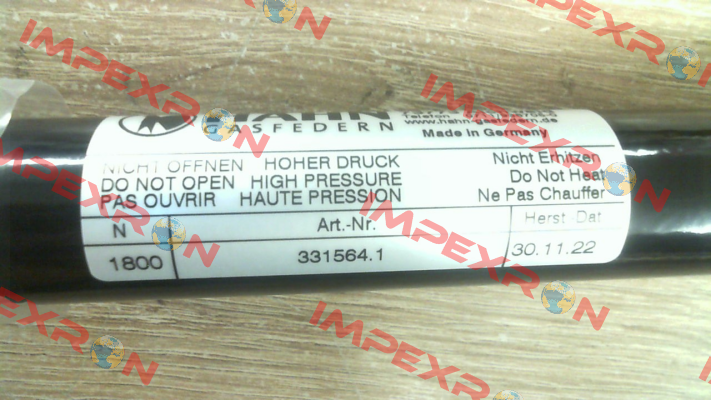 IMPEXRON
IMPEXRON
HAHN
GASFEDERN
Telefon
www.hahn-gasfedern.de
Made in Germany
NICHT ÖFFNEN HOHER DRUCK Nicht Erhitzen
DO NOT OPEN HIGH PRESSURE Do Not Heat
PAS OUVRIR HAUTE PRESSION Ne Pas Chauffer
N Art.-Nr. Herst Dat
1800 331564.1 30.11.22
IMPEXRON
IMPEXRON
IMPEXRON
IMPEXRON